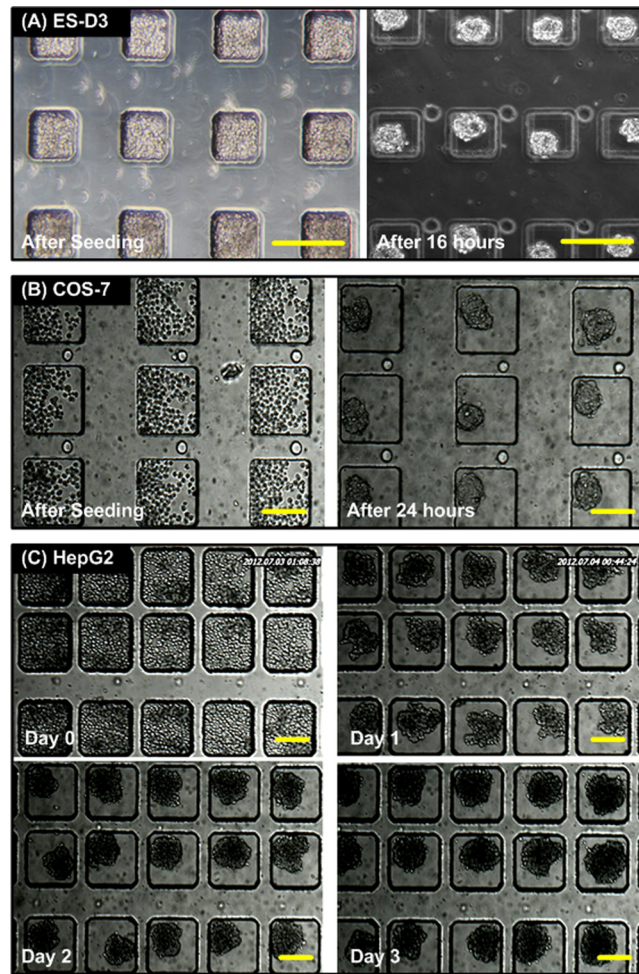 (A) ES-D3
After Seeding
After 16 hours
(B) COS-7
After Seeding
After 24 hours
(C) HepG2
2012.07.03 01:08:38
2012.07.04 00:44:24
Day 0
Day 1
Day 2
Day 3